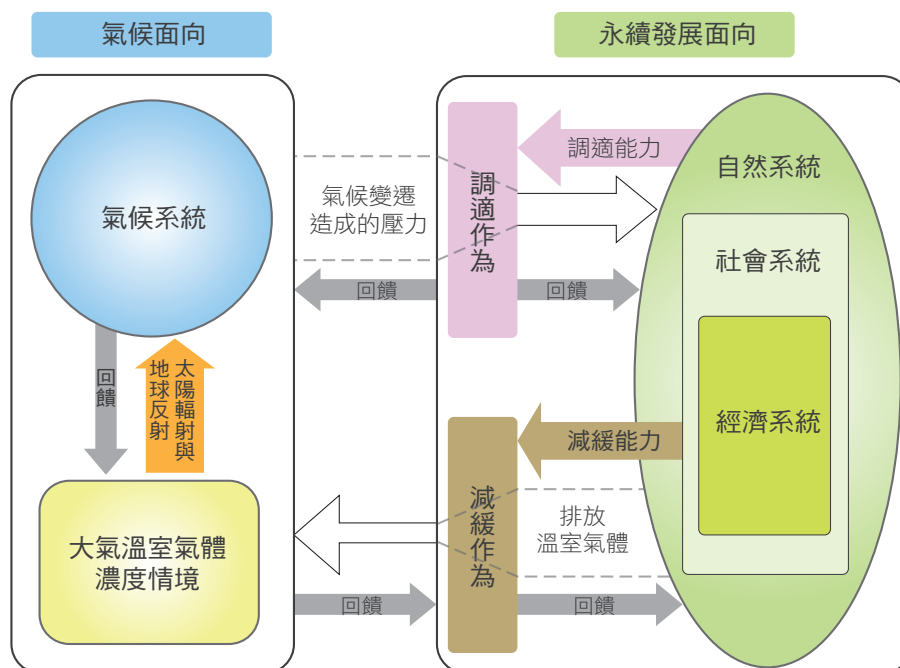 氣候面向
永續發展面向
氣候系統
回饋
太陽輻射與
地球反射
大氣溫室氣體
濃度情境
氣候變遷
造成的壓力
回饋
調適作為
調適能力
回饋
自然系統
社會系統
經濟系統
減緩作為
減緩能力
排放
溫室氣體
回饋
回饋